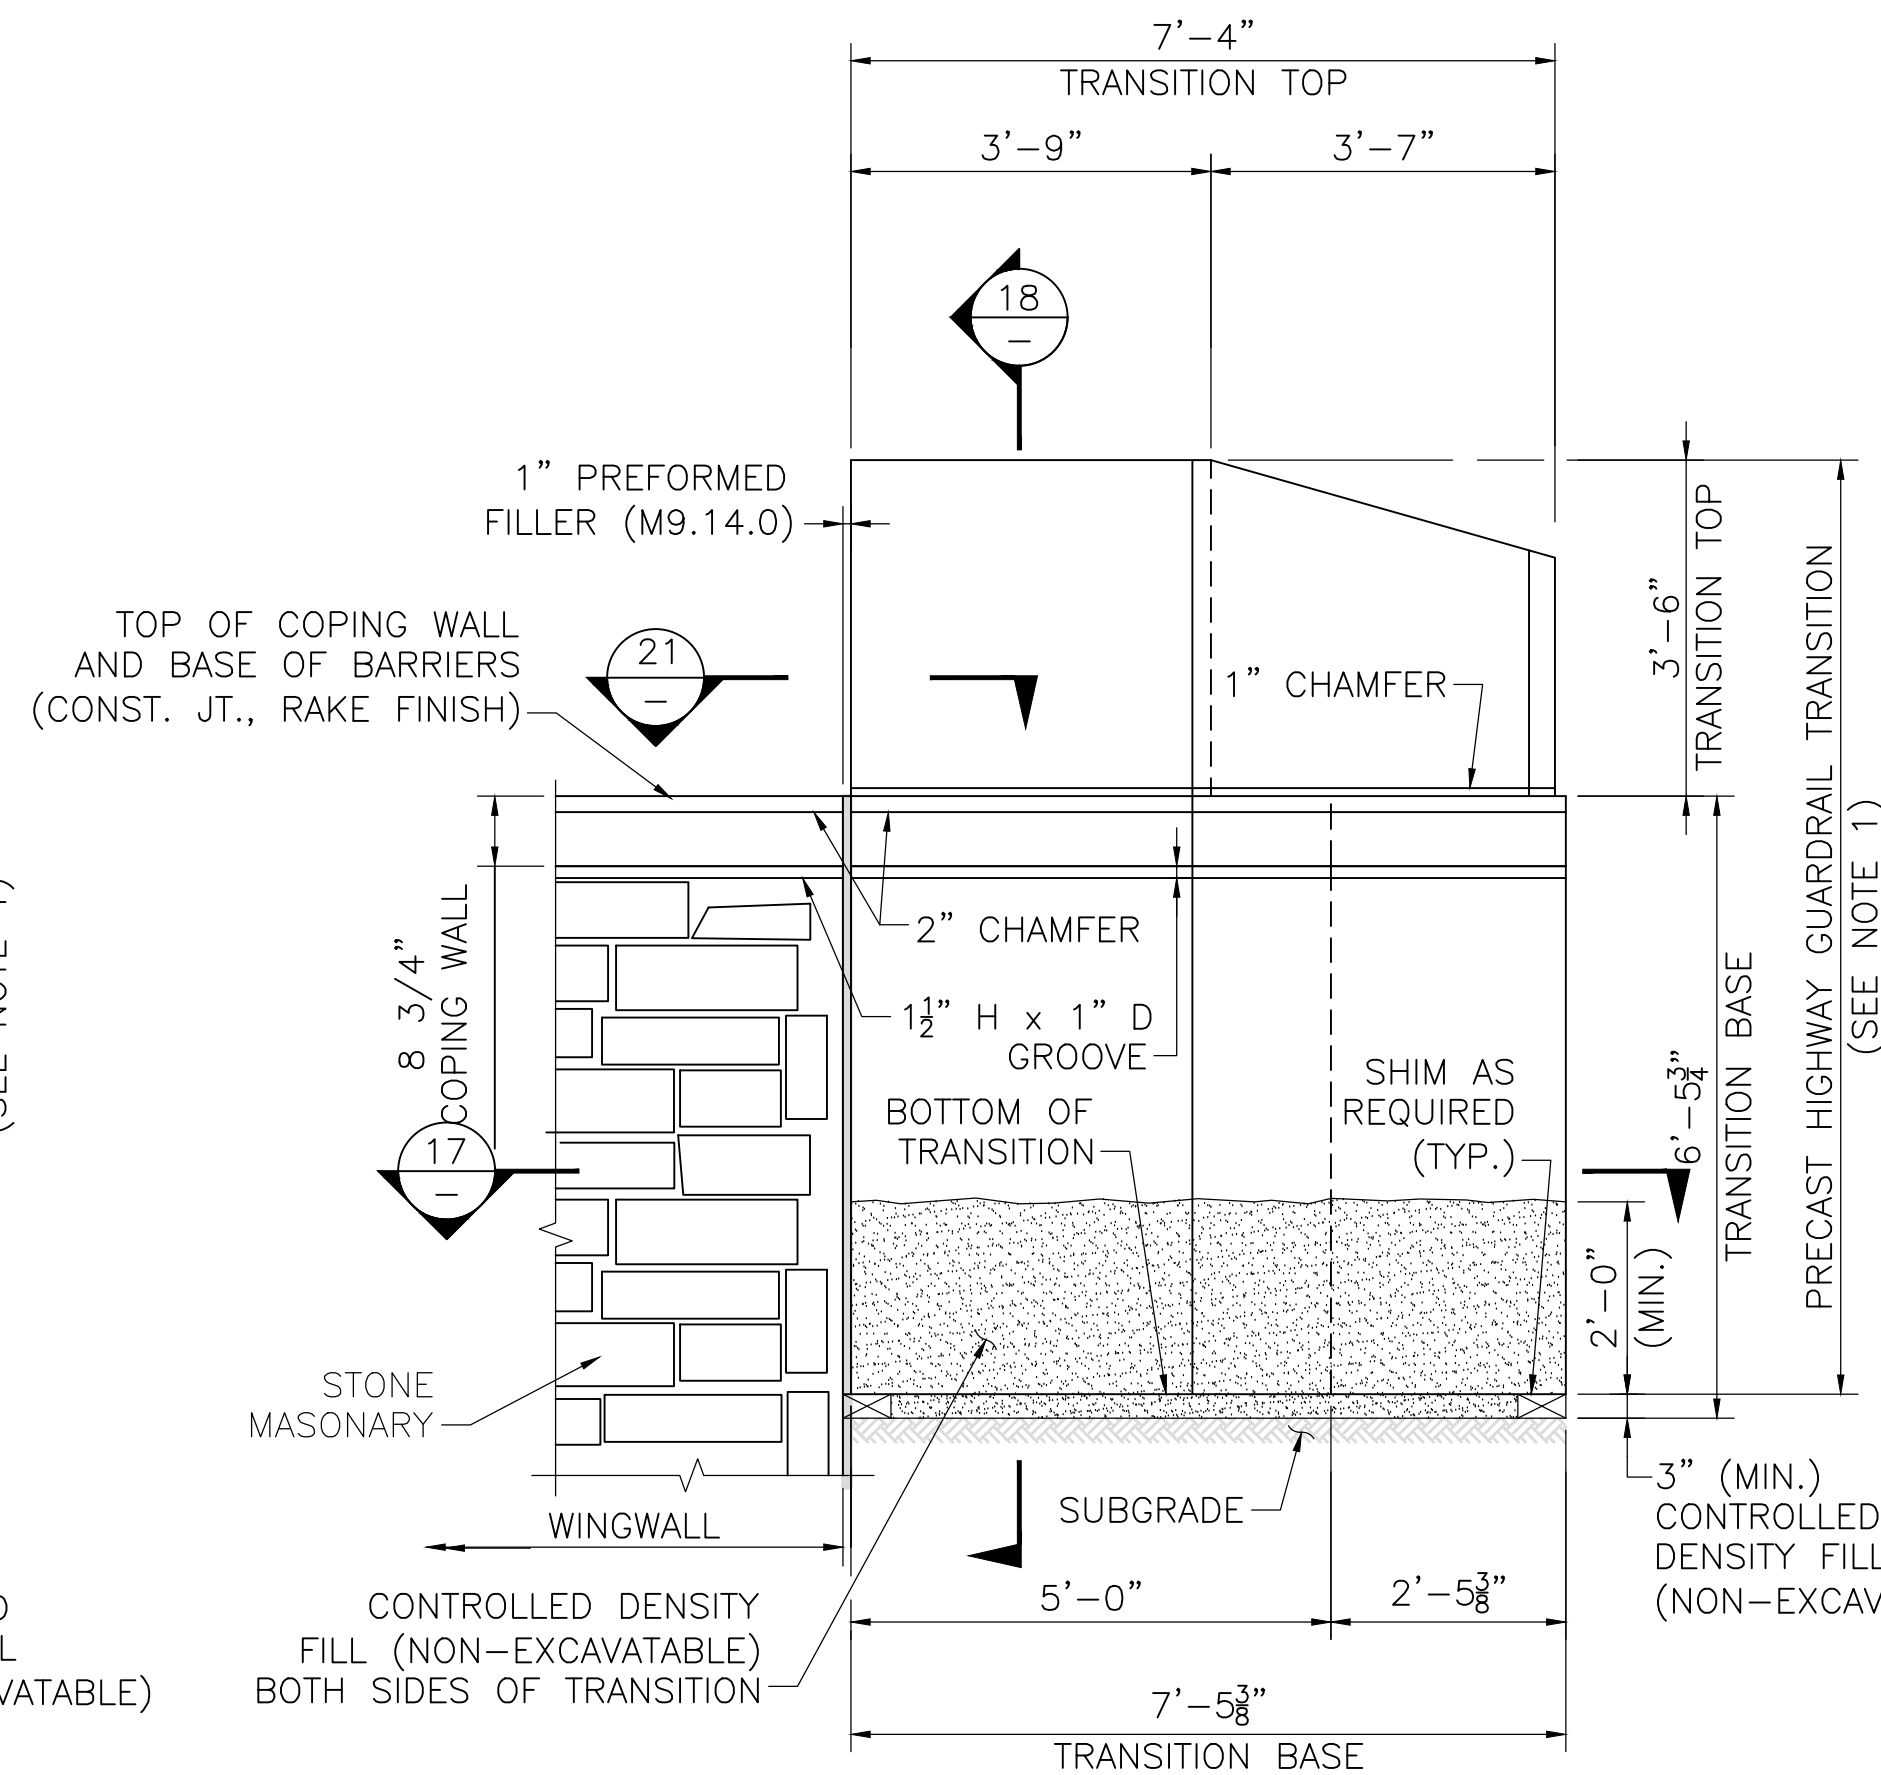 7'-4"
TRANSITION TOP
3'-9"
3'-7"
18
-
1" PREFORMED
FILLER (M9.14.0)
TOP OF COPING WALL
AND BASE OF BARRIERS
(CONST. JT., RAKE FINISH)
21
-
1" CHAMFER
3'-6"
TRANSITION TOP
PRECAST HIGHWAY GUARDRAIL TRANSITION
(SEE NOTE 1)
8 3/4"
COPING WALL
2" CHAMFER
1½" H x 1" D
GROOVE
BOTTOM OF
TRANSITION
SHIM AS
REQUIRED
(TYP.)
6'-5¾"
TRANSITION BASE
17
-
2'-0"
(MIN.)
STONE
MASONARY
WINGWALL
SUBGRADE
3" (MIN.)
CONTROLLED
DENSITY FILL
(NON-EXCAV
CONTROLLED DENSITY
FILL (NON-EXCAVATABLE)
BOTH SIDES OF TRANSITION
5'-0"
2'-5⅜"
7'-5⅜"
TRANSITION BASE
VATABLE)